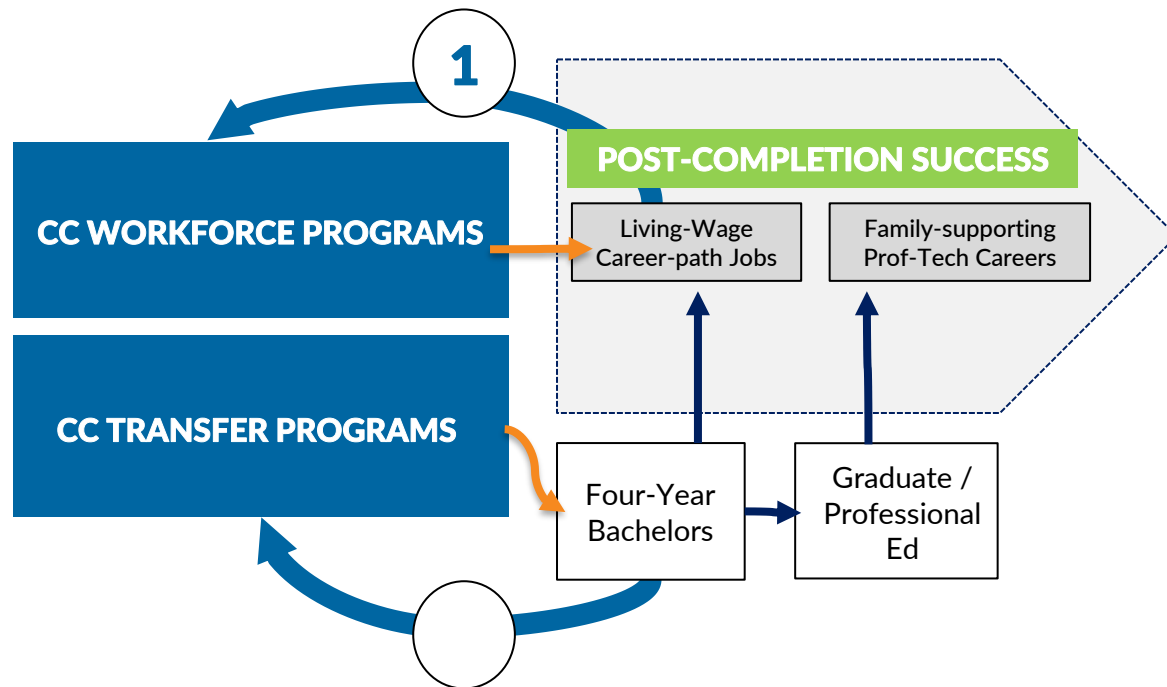 1
POST-COMPLETION SUCCESS
CC WORKFORCE PROGRAMS
Living-Wage
Career-path Jobs
Family-supporting
Prof-Tech Careers
CC TRANSFER PROGRAMS
Four-Year
Bachelors
Graduate /
Professional
Ed